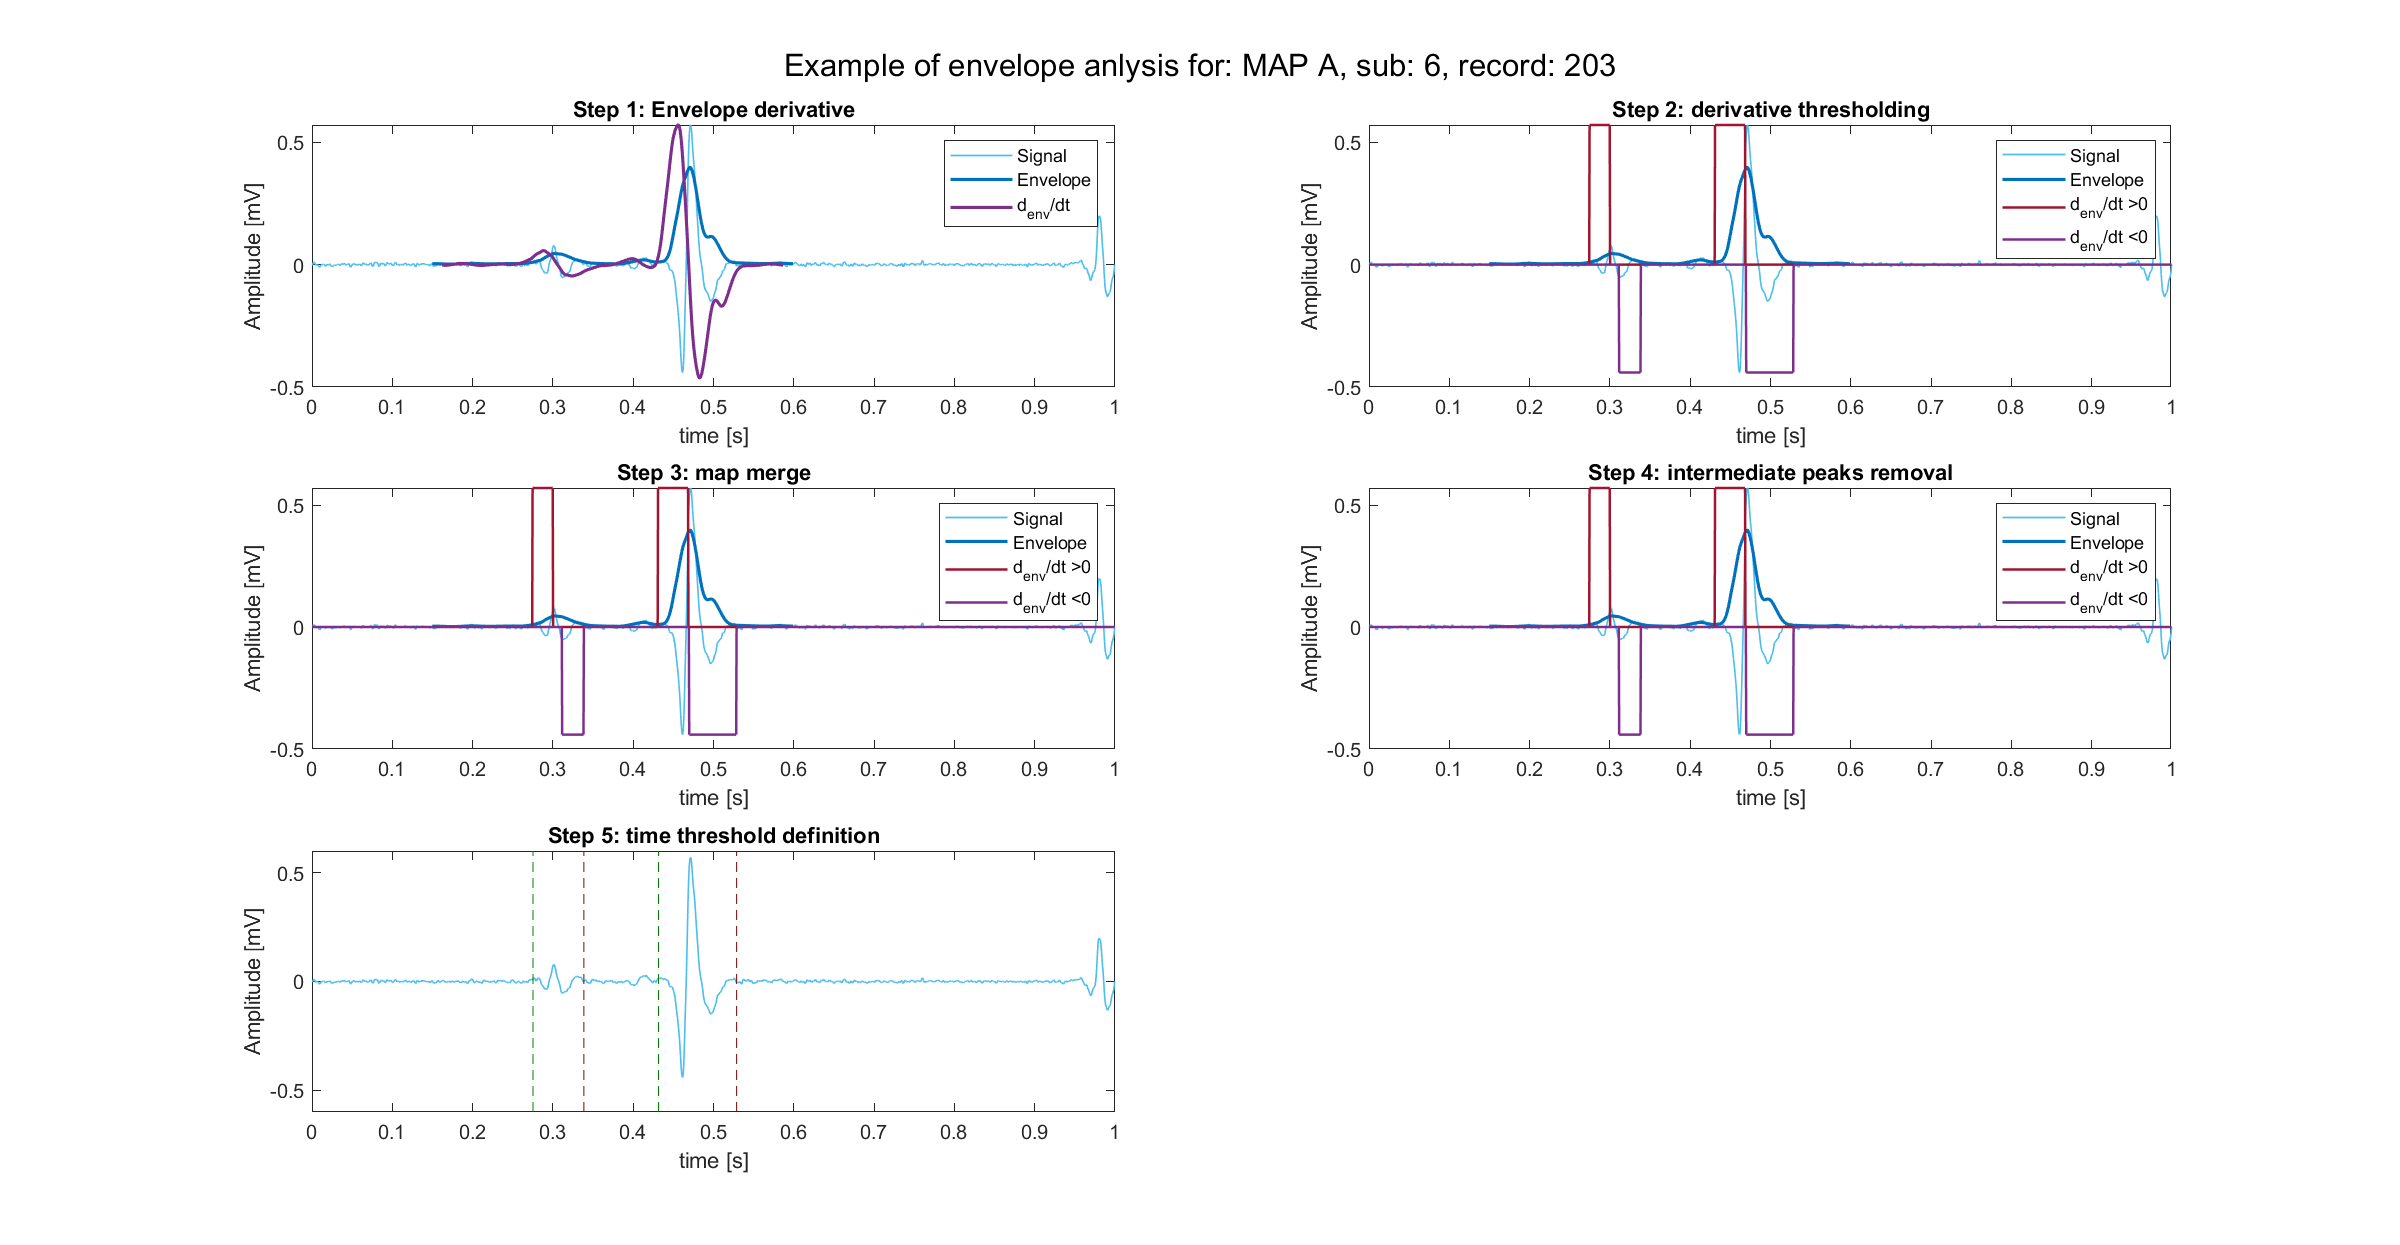 Example of envelope anlysis for: MAP A, sub: 6, record: 203
Step 1: Envelope derivative
Amplitude [mV]
0.5
0
-0.5
Signal
Envelope
d_env/dt
0 0.1 0.2 0.3 0.4 0.5 0.6 0.7 0.8 0.9 1
time [s]
Step 2: derivative thresholding
Amplitude [mV]
0.5
0
-0.5
Signal
Envelope
d_env/dt >0
d_env/dt <0
0 0.1 0.2 0.3 0.4 0.5 0.6 0.7 0.8 0.9 1
time [s]
Step 3: map merge
Amplitude [mV]
0.5
0
-0.5
Signal
Envelope
d_env/dt >0
d_env/dt <0
0 0.1 0.2 0.3 0.4 0.5 0.6 0.7 0.8 0.9 1
time [s]
Step 4: intermediate peaks removal
Amplitude [mV]
0.5
0
-0.5
Signal
Envelope
d_env/dt >0
d_env/dt <0
0 0.1 0.2 0.3 0.4 0.5 0.6 0.7 0.8 0.9 1
time [s]
Step 5: time threshold definition
Amplitude [mV]
0.5
0
-0.5
0 0.1 0.2 0.3 0.4 0.5 0.6 0.7 0.8 0.9 1
time [s]